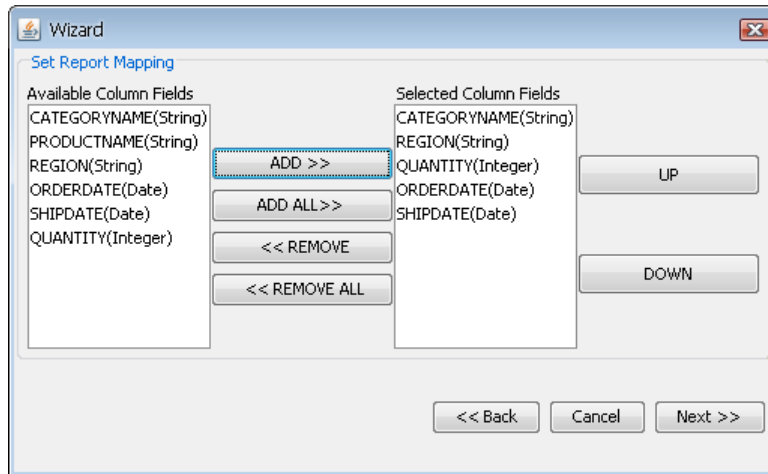 Wizard
Set Report Mapping
Available Column Fields
CATEGORYNAME(String)
PRODUCTNAME(String)
REGION(String)
ORDERDATE(Date)
SHIPDATE(Date)
QUANTITY(Integer)
ADD >>
ADD ALL>>
<< REMOVE
<< REMOVE ALL
Selected Column Fields
CATEGORYNAME(String)
REGION(String)
QUANTITY(Integer)
ORDERDATE(Date)
SHIPDATE(Date)
UP
DOWN
<< Back
Cancel
Next >>